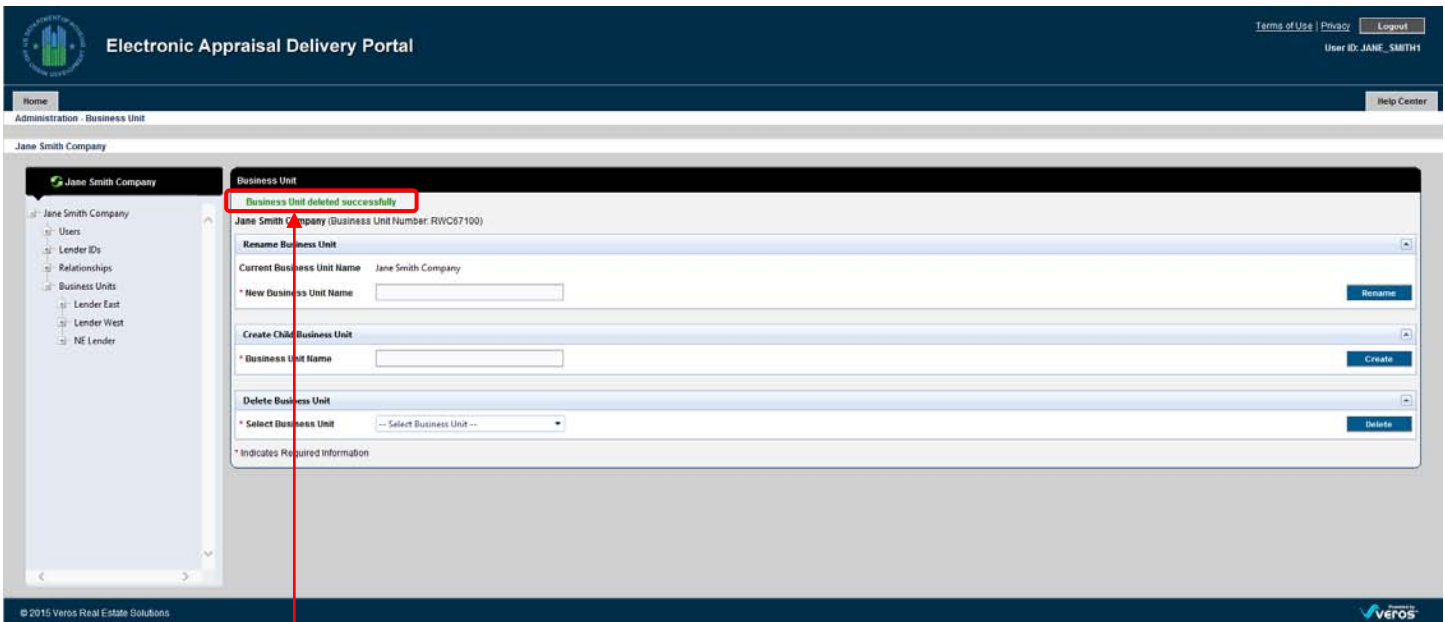 Terms of Use | Privacy Logout
Electronic Appraisal Delivery Portal
User ID: JANE_SMITH1
Home Help Center
Administration - Business Unit
Jane Smith Company
Jane Smith Company
Business Unit
Business Unit deleted successfully
Jane Smith Company (Business Unit Number: RWC67100)
Jane Smith Company
Users
Lender IDs
Relationships
Business Units
Lender East
Lender West
NE Lender
Rename Business Unit
Current Business Unit Name Jane Smith Company
* New Business Unit Name Rename
Create Child Business Unit
* Business Unit Name Create
Delete Business Unit
* Select Business Unit -- Select Business Unit -- Delete
* Indicates Required Information
© 2015 Veros Real Estate Solutions
Powered by
veros